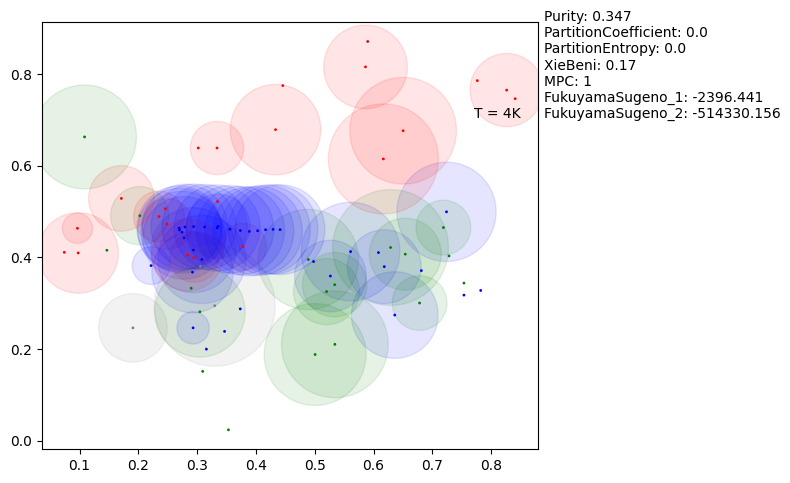 Purity: 0.347
PartitionCoefficient: 0.0
PartitionEntropy: 0.0
XieBeni: 0.17
MPC: 1
FukuyamaSugeno_1: -2396.441
FukuyamaSugeno_2: -514330.156
T = 4K
0.8
0.6
0.4
0.2
0.0
0.1 0.2 0.3 0.4 0.5 0.6 0.7 0.8